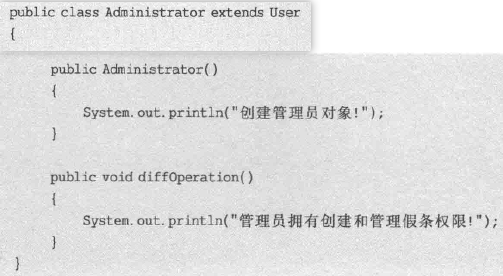 public class Administrator extends User
{
public Administrator()
{
System.out.println("创建管理员对象!");
}
public void diffOperation()
{
System.out.println("管理员拥有创建和管理假条权限!");
}
}